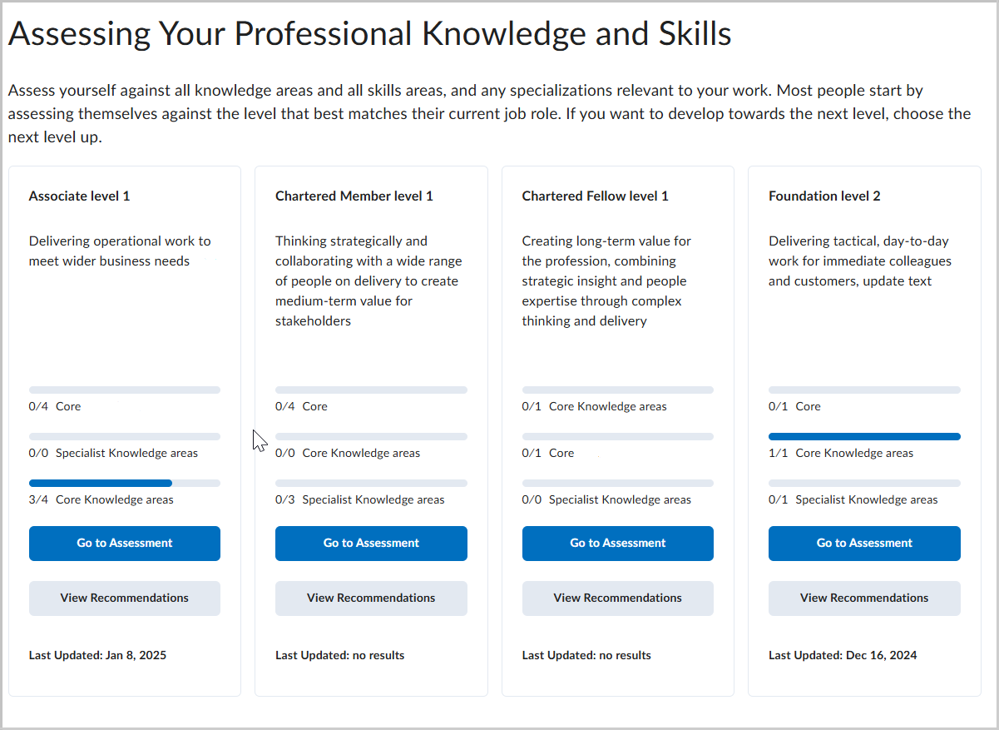 Assessing Your Professional Knowledge and Skills
Assess yourself against all knowledge areas and all skills areas, and any specializations relevant to your work. Most people start by
assessing themselves against the level that best matches their current job role. If you want to develop towards the next level, choose the
next level up.
Associate level 1
Delivering operational work to
meet wider business needs
0/4 Core
0/0 Specialist Knowledge areas
3/4 Core Knowledge areas
Go to Assessment
View Recommendations
Last Updated: Jan 8, 2025
Chartered Member level 1
Thinking strategically and
collaborating with a wide range
of people on delivery to create
medium-term value for
stakeholders
0/4 Core
0/0 Core Knowledge areas
0/3 Specialist Knowledge areas
Go to Assessment
View Recommendations
Last Updated: no results
Chartered Fellow level 1
Creating long-term value for
the profession, combining
strategic insight and people
expertise through complex
thinking and delivery
0/1 Core Knowledge areas
0/1 Core
0/0 Specialist Knowledge areas
Go to Assessment
View Recommendations
Last Updated: no results
Foundation level 2
Delivering tactical, day-to-day
work for immediate colleagues
and customers, update text
0/1 Core
1/1 Core Knowledge areas
0/1 Specialist Knowledge areas
Go to Assessment
View Recommendations
Last Updated: Dec 16, 2024